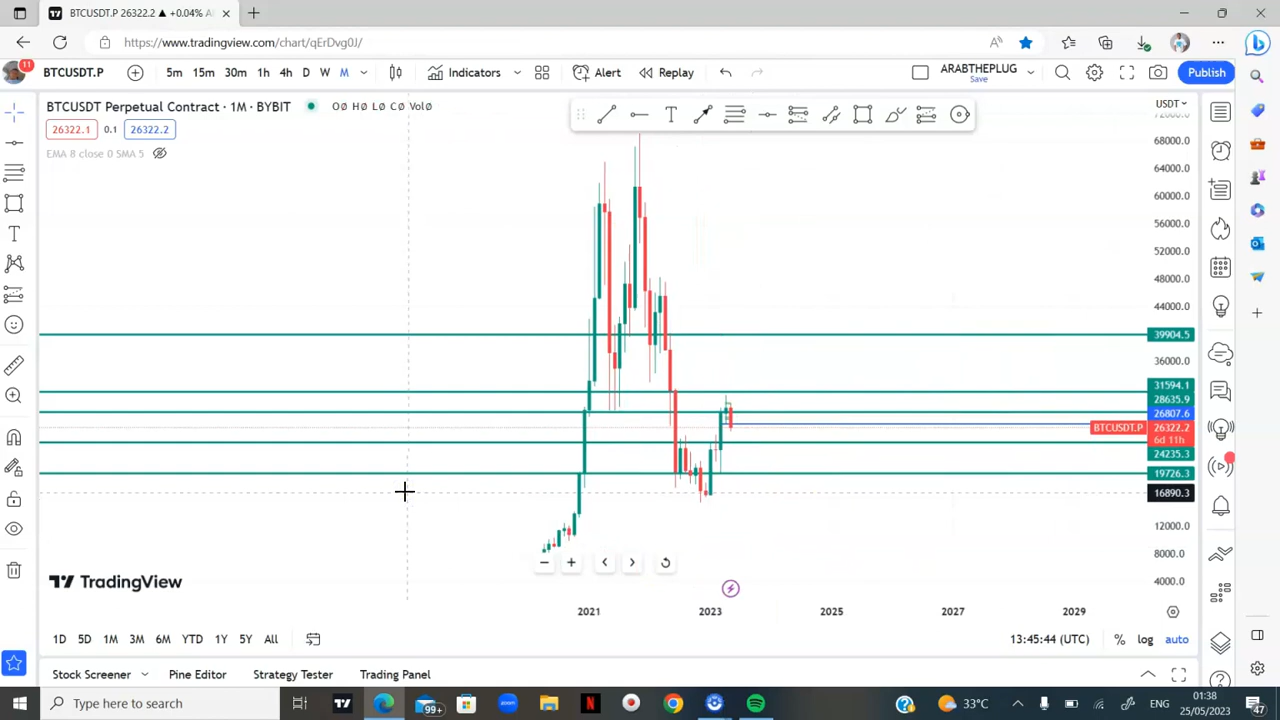 BTCUSDT.P 26322.2 ▲ +0.04% A
https://www.tradingview.com/chart/qErDvg0J/
11
BTCUSDT.P 5m 15m 30m 1h 4h D W M Indicators Alert Replay ARABTHEPLUG Save Publish
BTCUSDT Perpetual Contract · 1M · BYBIT O∅ H∅ L∅ C∅ Vol∅
USDT
26322.1 0.1 26322.2
EMA 8 close 0 SMA 5
72000.0
68000.0
64000.0
60000.0
56000.0
52000.0
48000.0
44000.0
39904.5
36000.0
31594.1
28635.9
26807.6
BTCUSDT.P 26322.2
6d 11h
24235.3
19726.3
16890.3
12000.0
8000.0
4000.0
TradingView
2021 2023 2025 2027 2029
1D 5D 1M 3M 6M YTD 1Y 5Y All 13:45:44 (UTC) % log auto
Stock Screener Pine Editor Strategy Tester Trading Panel
Type here to search 99+ zoom N 33°C ENG 01:38
25/05/2023 47